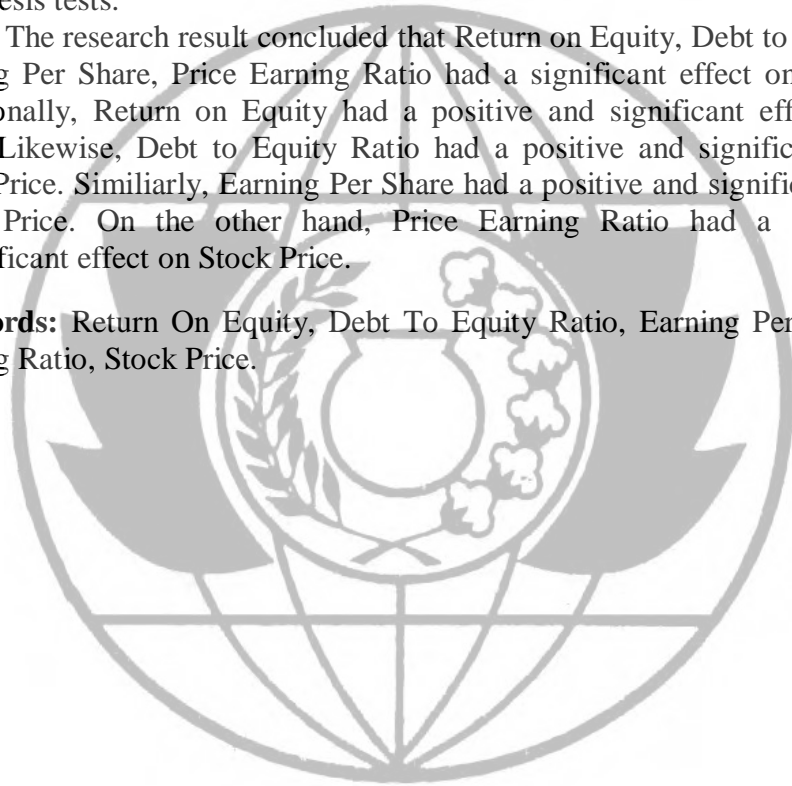 esis tests.
The research result concluded that Return on Equity, Debt to
g Per Share, Price Earning Ratio had a significant effect on
onally, Return on Equity had a positive and significant eff
Likewise, Debt to Equity Ratio had a positive and signific
Price. Similiarly, Earning Per Share had a positive and signific
Price. On the other hand, Price Earning Ratio had a
ficant effect on Stock Price.
ords: Return On Equity, Debt To Equity Ratio, Earning Per
g Ratio, Stock Price.